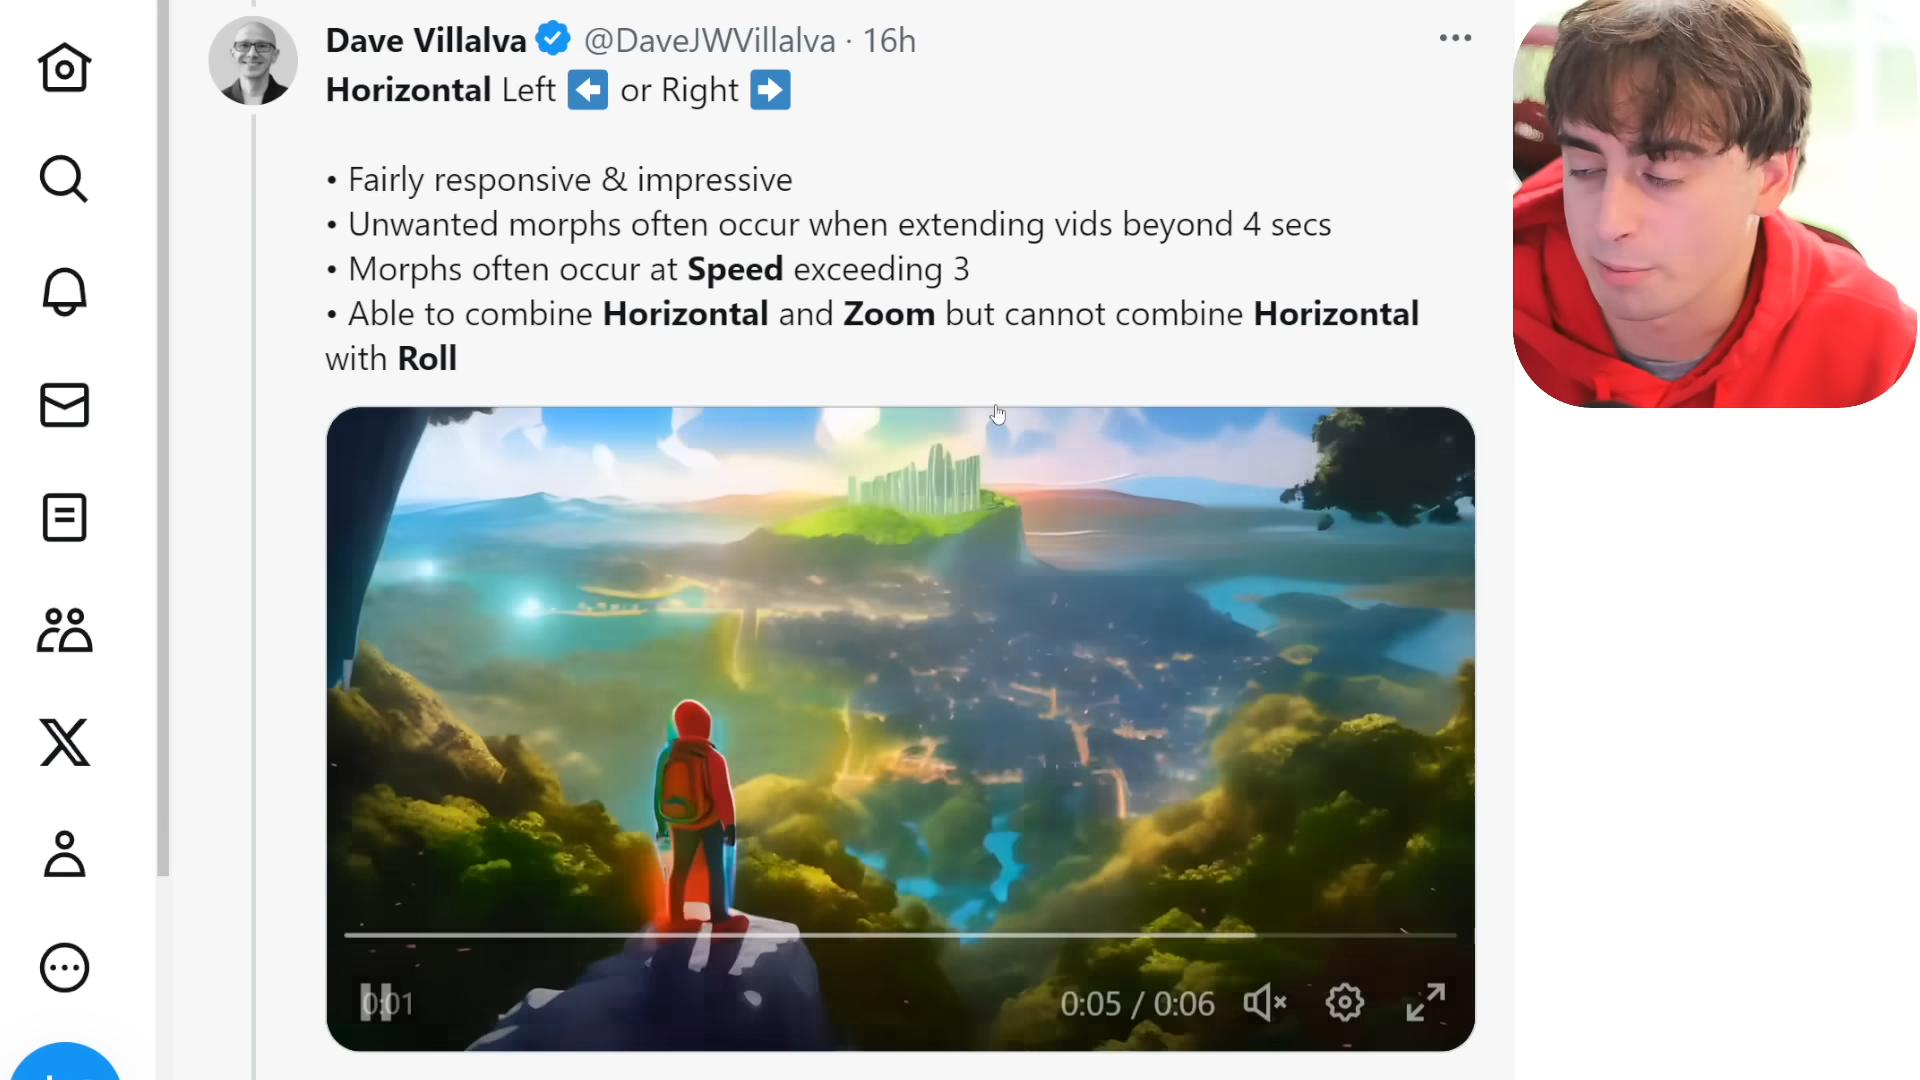 Dave Villalva @DaveJWVillalva · 16h
Horizontal Left ⬅️ or Right ➡️
• Fairly responsive & impressive
• Unwanted morphs often occur when extending vids beyond 4 secs
• Morphs often occur at Speed exceeding 3
• Able to combine Horizontal and Zoom but cannot combine Horizontal
with Roll
0:01 0:05 / 0:06